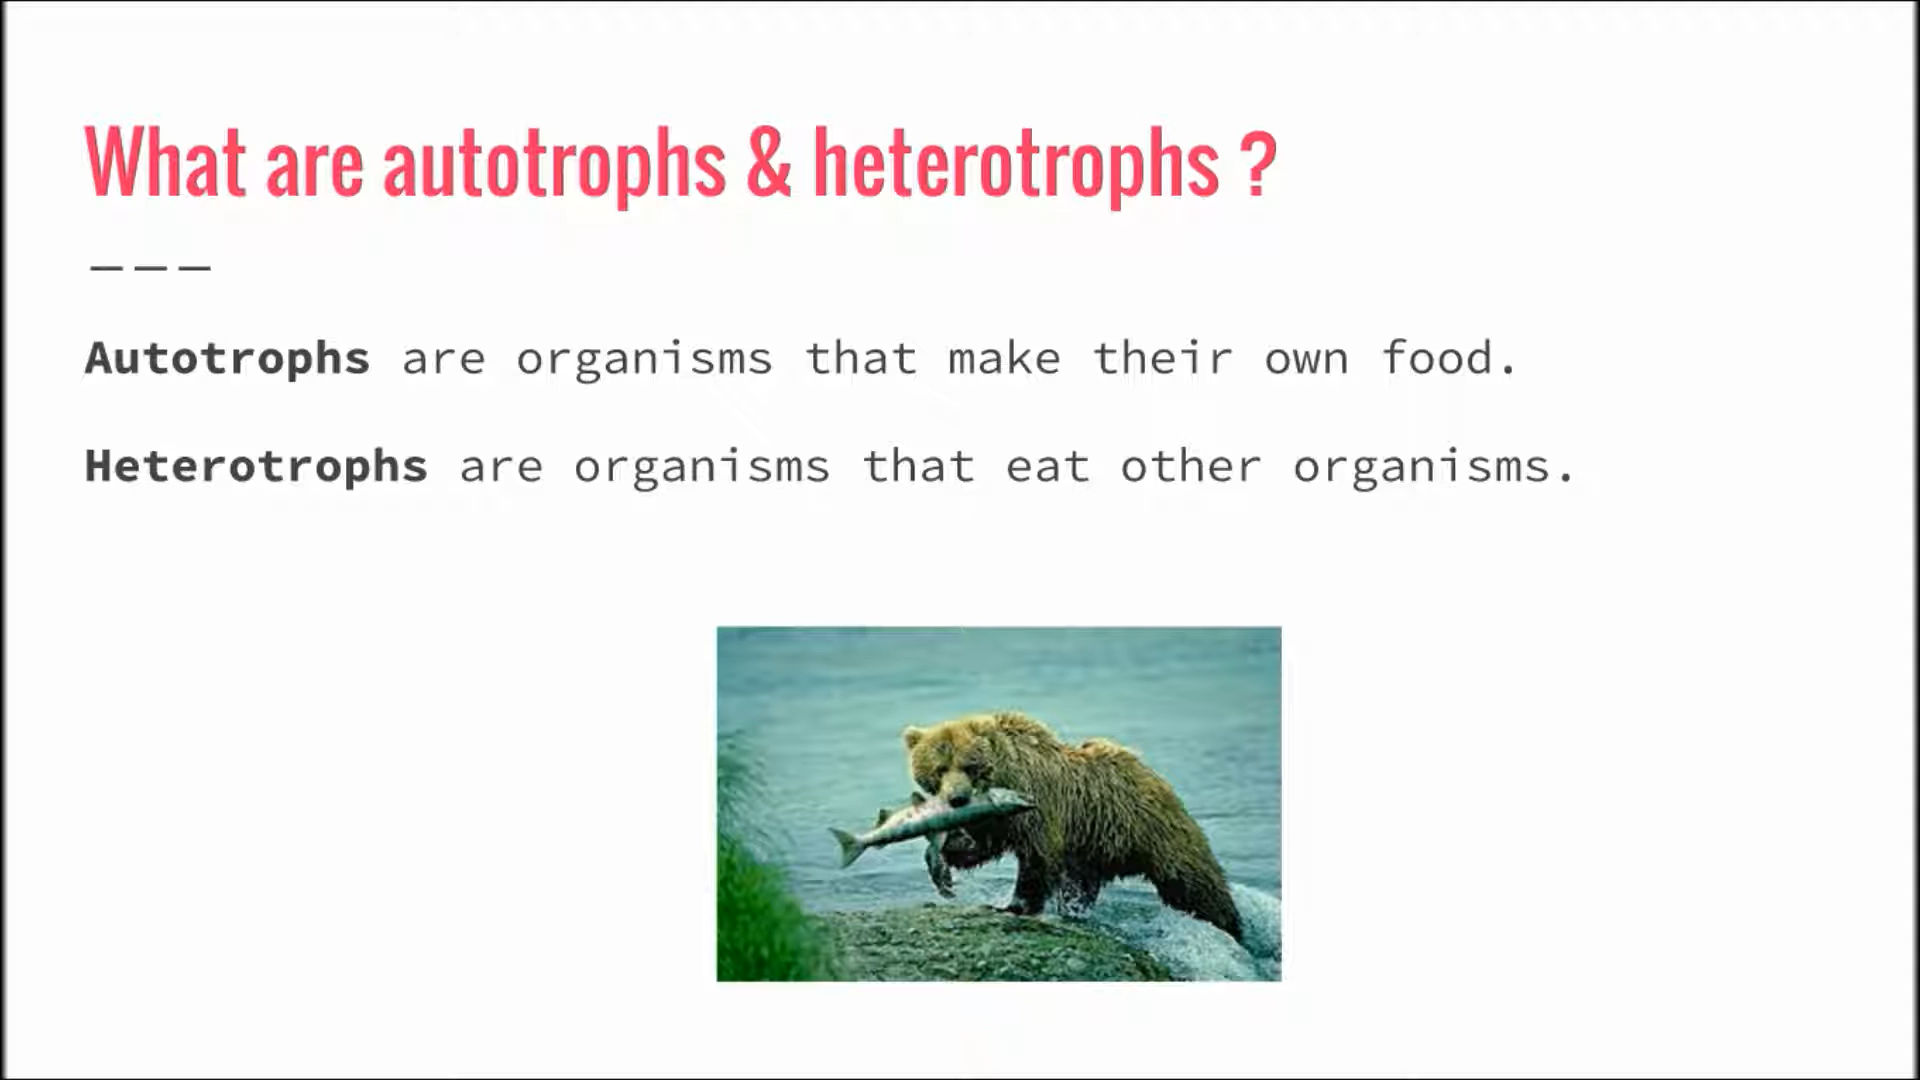 What are autotrophs & heterotrophs ?
Autotrophs are organisms that make their own food.
Heterotrophs are organisms that eat other organisms.